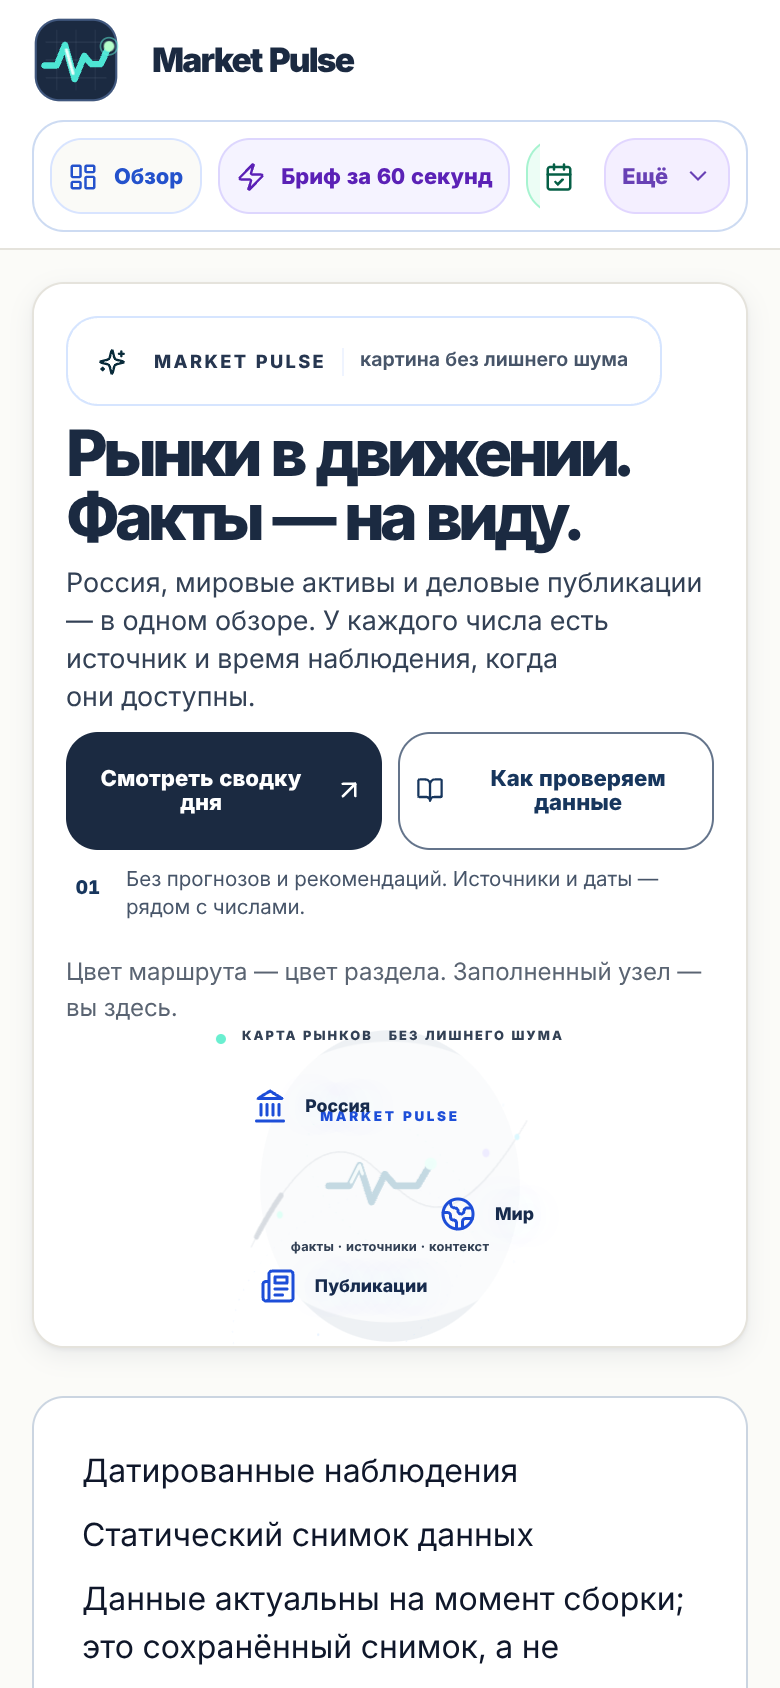 Market Pulse
Обзор
Бриф за 60 секунд
Ещё
MARKET PULSE
картина без лишнего шума
Рынки в движении.
Факты — на виду.
Россия, мировые активы и деловые публикации
— в одном обзоре. У каждого числа есть
источник и время наблюдения, когда
они доступны.
Смотреть сводку
дня
Как проверяем
данные
01
Без прогнозов и рекомендаций. Источники и даты —
рядом с числами.
Цвет маршрута — цвет раздела. Заполненный узел —
вы здесь.
КАРТА РЫНКОВ
БЕЗ ЛИШНЕГО ШУМА
Россия
MARKET PULSE
Мир
факты · источники · контекст
Публикации
Датированные наблюдения
Статический снимок данных
Данные актуальны на момент сборки;
это сохранённый снимок, а не